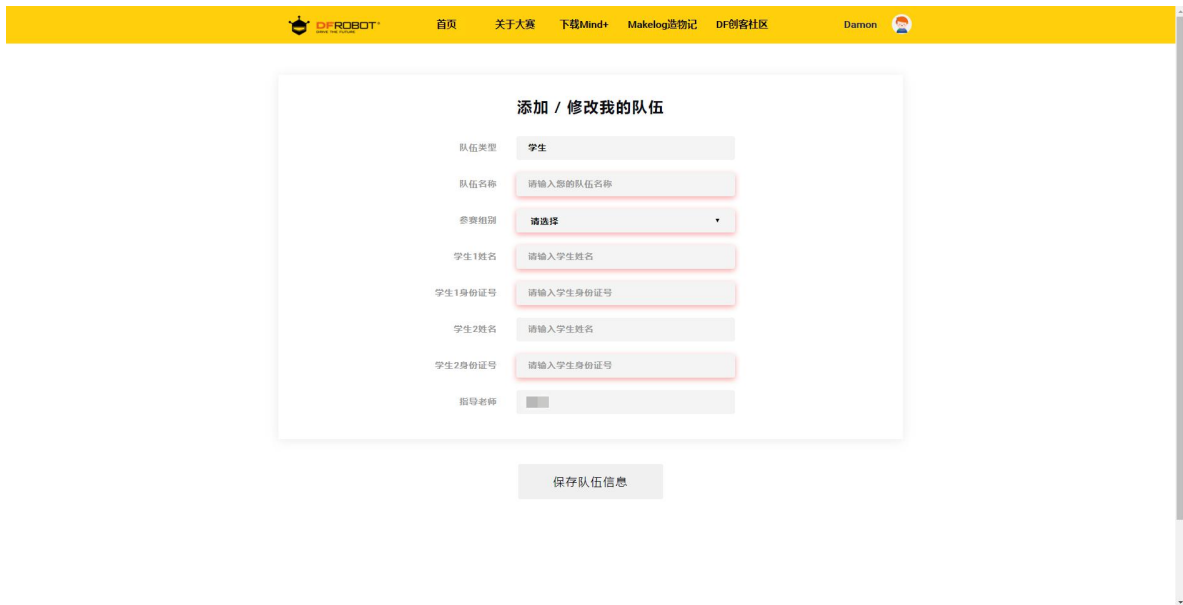 DFROBOT
DRIVE THE FUTURE
首页 关于大赛 下载Mind+ Makelog造物记 DF创客社区 Damon
添加 / 修改我的队伍
队伍类型 学生
队伍名称 请输入您的队伍名称
参赛组别 请选择
学生1姓名 请输入学生姓名
学生1身份证号 请输入学生身份证号
学生2姓名 请输入学生姓名
学生2身份证号 请输入学生身份证号
指导老师
保存队伍信息